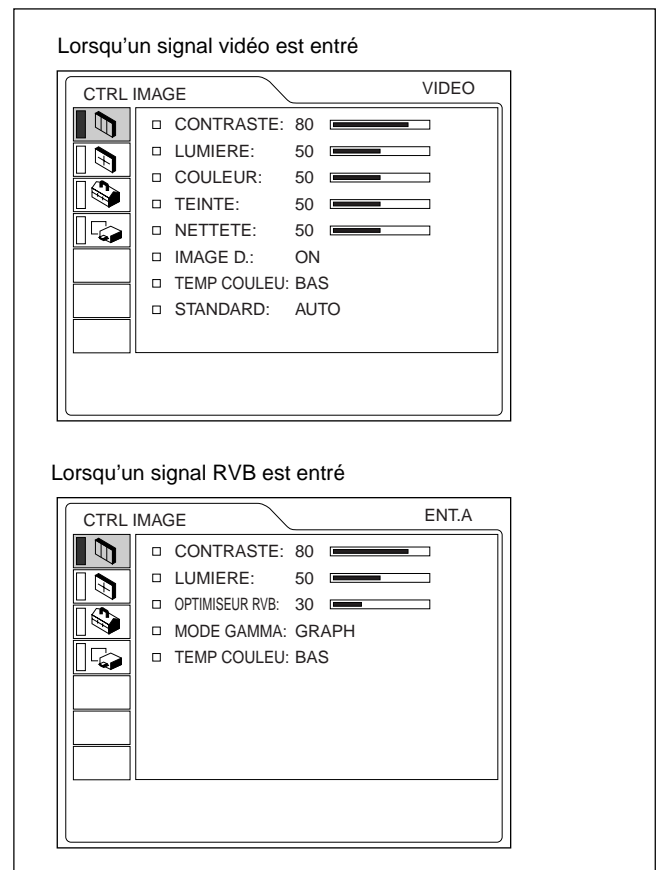 Lorsqu'un signal vidéo est entré
CTRL IMAGE VIDEO
CONTRASTE: 80
LUMIERE: 50
COULEUR: 50
TEINTE: 50
NETTETE: 50
IMAGE D.: ON
TEMP COULEU: BAS
STANDARD: AUTO
Lorsqu'un signal RVB est entré
CTRL IMAGE ENT.A
CONTRASTE: 80
LUMIERE: 50
OPTIMISEUR RVB: 30
MODE GAMMA: GRAPH
TEMP COULEU: BAS